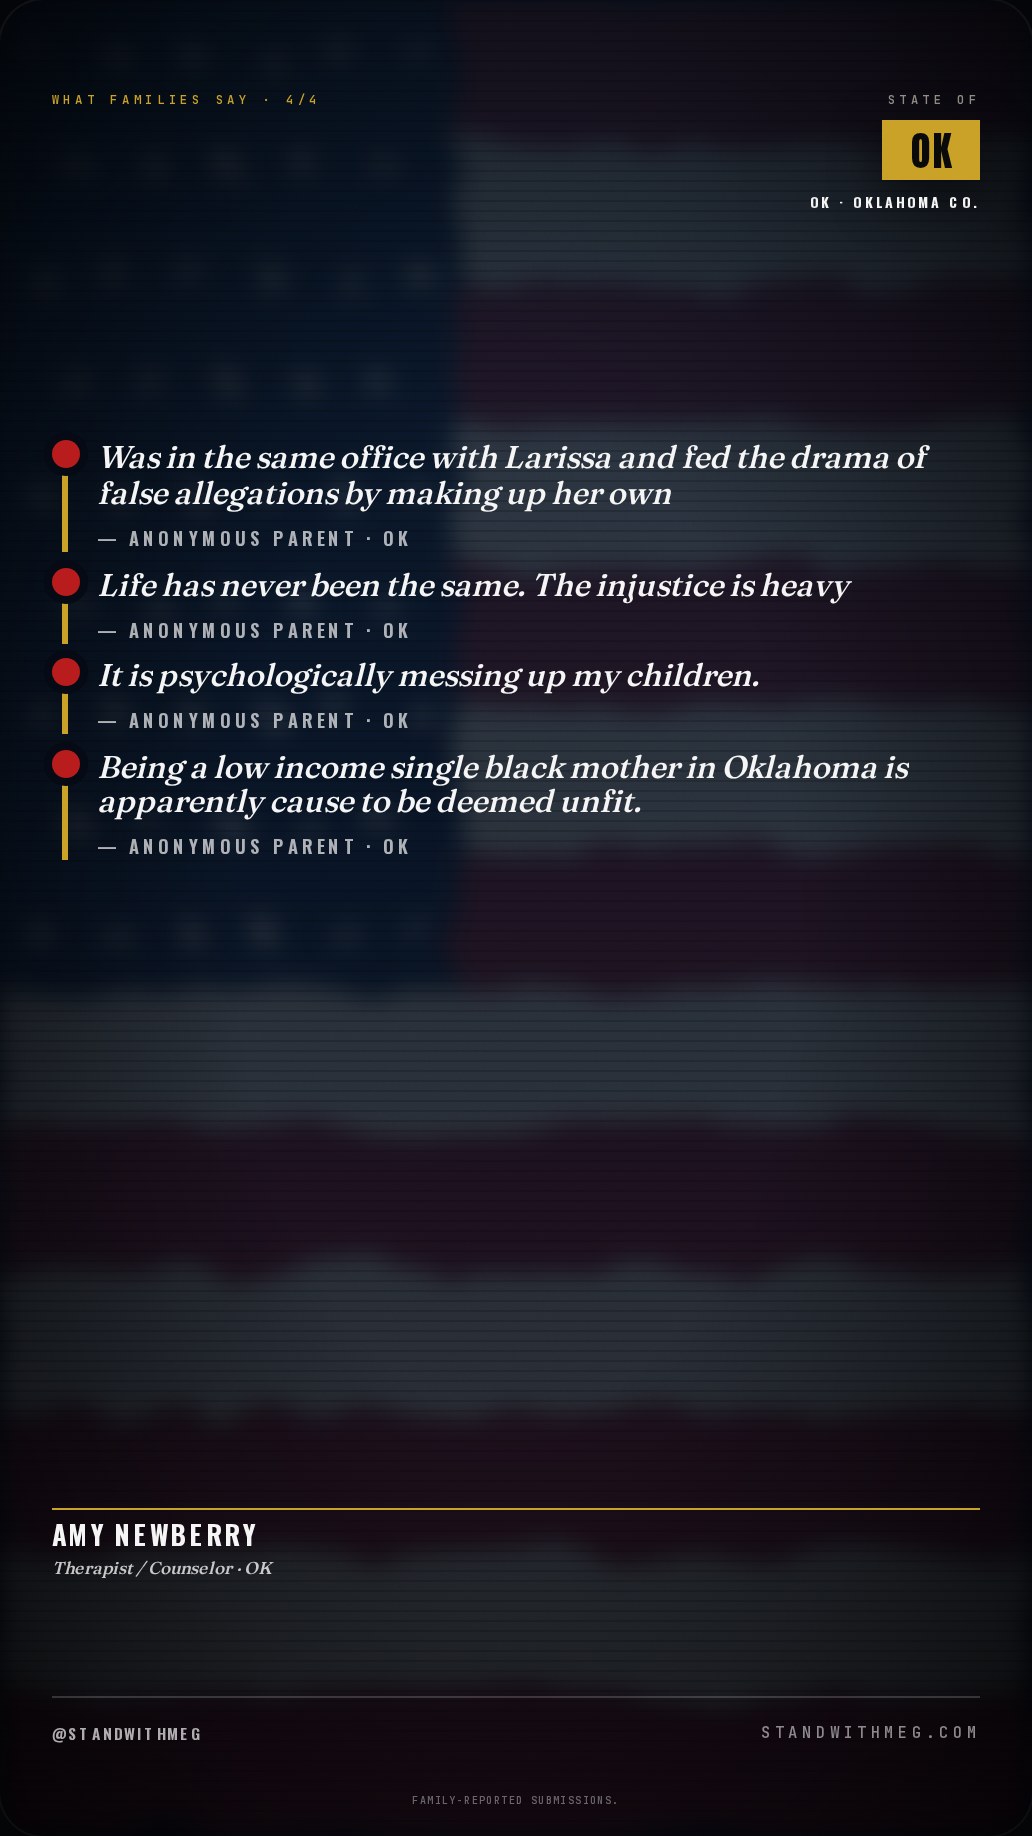 WHAT FAMILIES SAY · 4/4
STATE OF
OK
OK · OKLAHOMA CO.
Was in the same office with Larissa and fed the drama of
false allegations by making up her own
— ANONYMOUS PARENT · OK
Life has never been the same. The injustice is heavy
— ANONYMOUS PARENT · OK
It is psychologically messing up my children.
— ANONYMOUS PARENT · OK
Being a low income single black mother in Oklahoma is
apparently cause to be deemed unfit.
— ANONYMOUS PARENT · OK
AMY NEWBERRY
Therapist / Counselor · OK
@STANDWITHMEG
STANDWITHMEG.COM
FAMILY-REPORTED SUBMISSIONS.